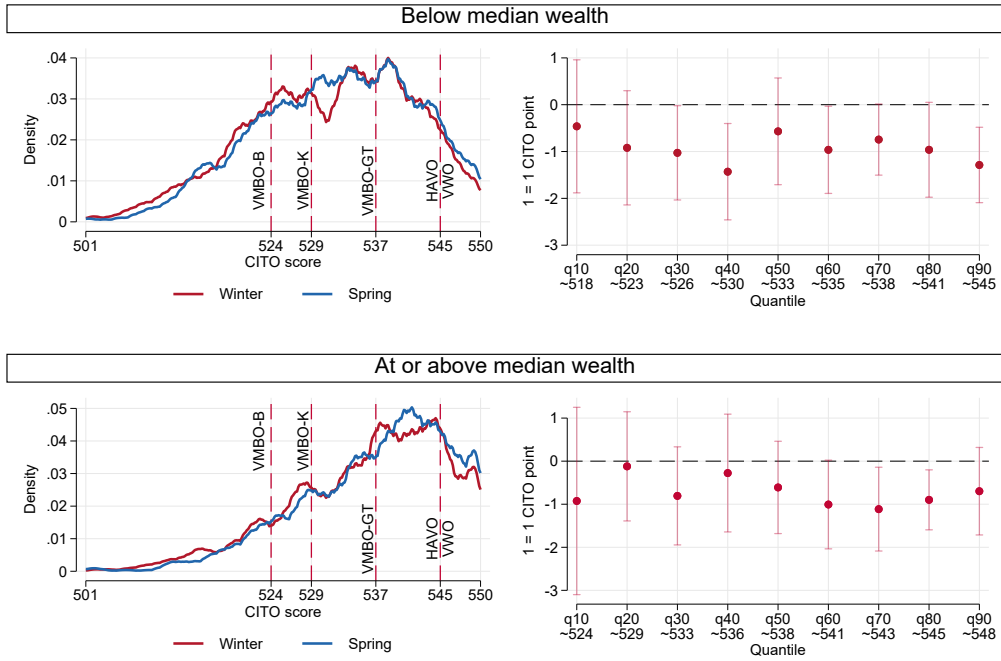 Below median wealth
Density
.04
.03
.02
.01
0
VMBO-B
VMBO-K
VMBO-GT
HAVO
VWO
501 524 529 537 545 550
CITO score
Winter Spring
1 = 1 CITO point
1
0
-1
-2
-3
q10 q20 q30 q40 q50 q60 q70 q80 q90
~518 ~523 ~526 ~530 ~533 ~535 ~538 ~541 ~545
Quantile
At or above median wealth
Density
.05
.04
.03
.02
.01
0
VMBO-B
VMBO-K
VMBO-GT
HAVO
VWO
501 524 529 537 545 550
CITO score
Winter Spring
1 = 1 CITO point
1
0
-1
-2
-3
q10 q20 q30 q40 q50 q60 q70 q80 q90
~524 ~529 ~533 ~536 ~538 ~541 ~543 ~545 ~548
Quantile